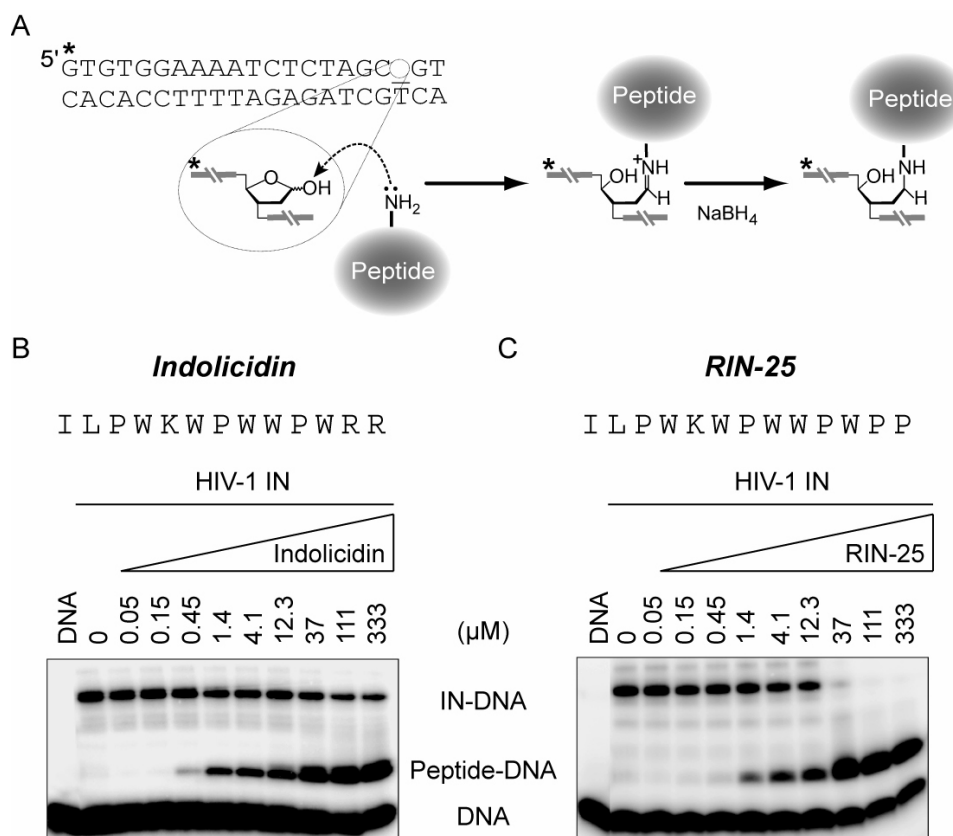 A
5' *
GTGTGGAAAATCTCTAGC GT
CACACCTTTTAGAGATCGTCA
*
O
OH
NH2
Peptide
Peptide
*
OH
+
NH
H
NaBH4
Peptide
*
OH
NH
H
B
Indolicidin
I L P W K W P W W P W R R
HIV-1 IN
Indolicidin
DNA
0
0.05
0.15
0.45
1.4
4.1
12.3
37
111
333
(µM)
IN-DNA
Peptide-DNA
DNA
C
RIN-25
I L P W K W P W W P W P P
HIV-1 IN
RIN-25
DNA
0
0.05
0.15
0.45
1.4
4.1
12.3
37
111
333